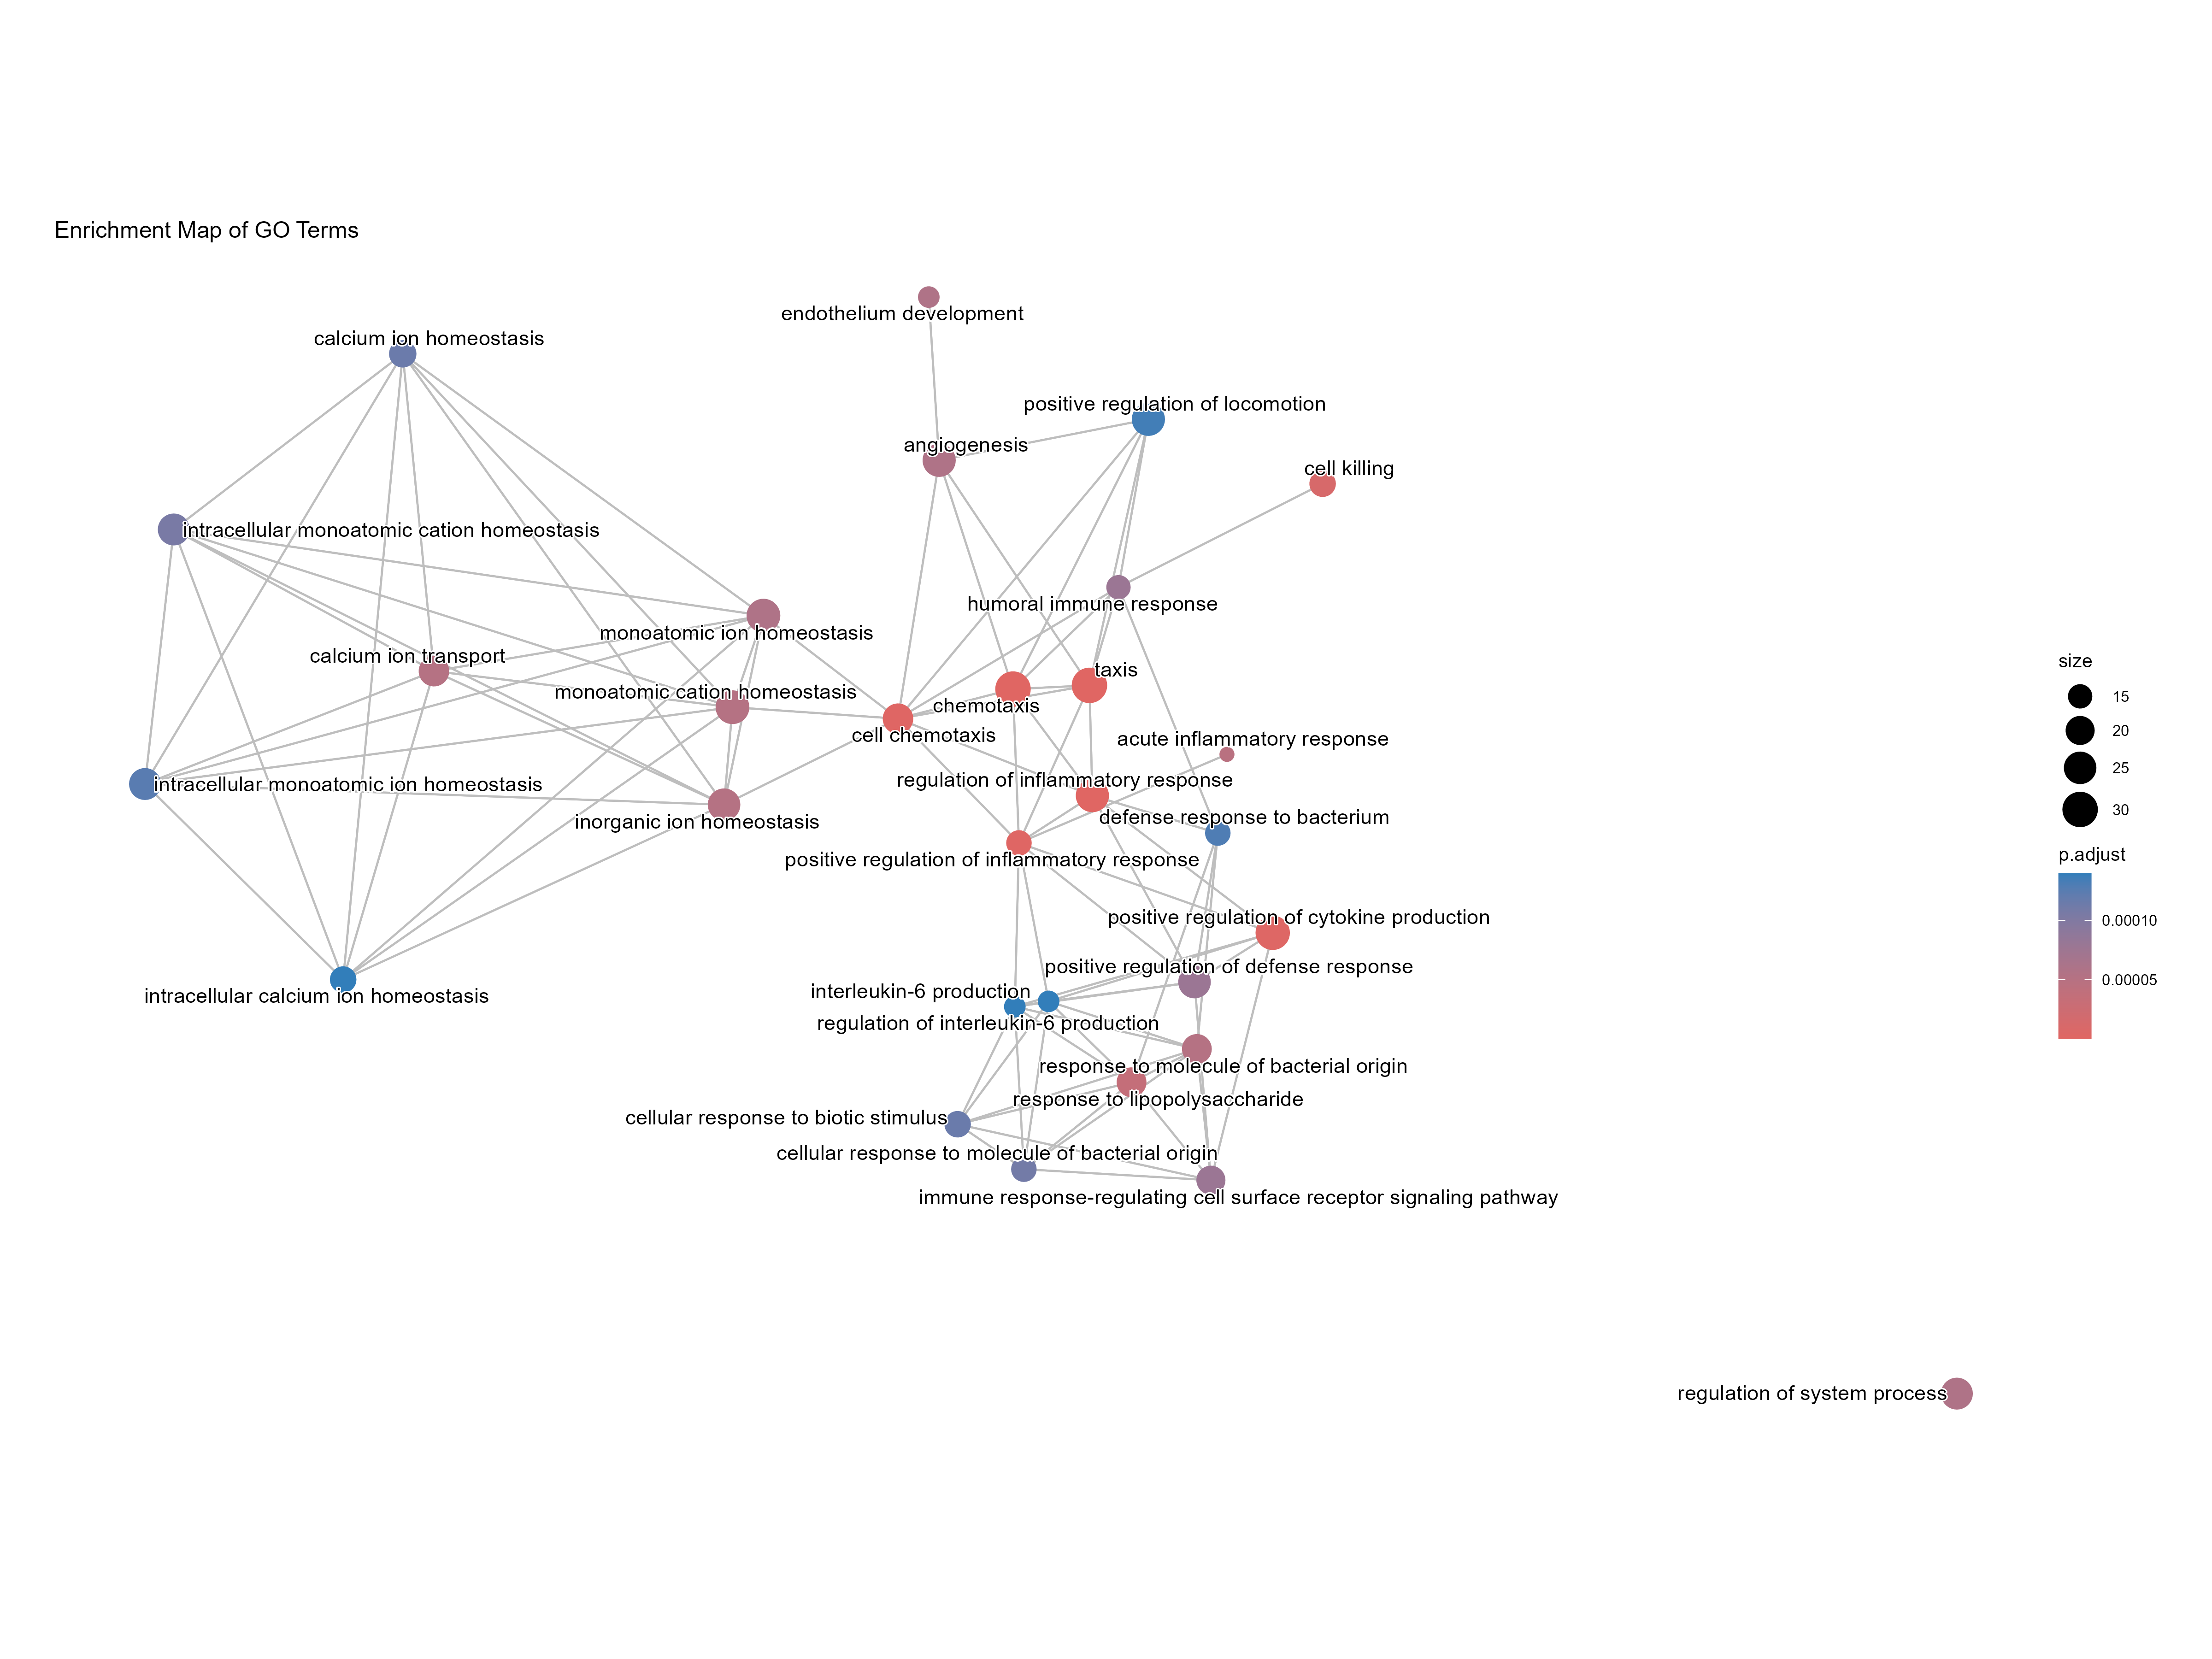 Enrichment Map of GO Terms
endothelium development
calcium ion homeostasis
positive regulation of locomotion
angiogenesis
cell killing
intracellular monoatomic cation homeostasis
humoral immune response
monoatomic ion homeostasis
calcium ion transport
taxis
monoatomic cation homeostasis
chemotaxis
cell chemotaxis
acute inflammatory response
regulation of inflammatory response
intracellular monoatomic ion homeostasis
defense response to bacterium
inorganic ion homeostasis
positive regulation of inflammatory response
positive regulation of cytokine production
positive regulation of defense response
interleukin-6 production
intracellular calcium ion homeostasis
regulation of interleukin-6 production
response to molecule of bacterial origin
response to lipopolysaccharide
cellular response to biotic stimulus
cellular response to molecule of bacterial origin
immune response-regulating cell surface receptor signaling pathway
regulation of system process
size
15
20
25
30
p.adjust
0.00010
0.00005